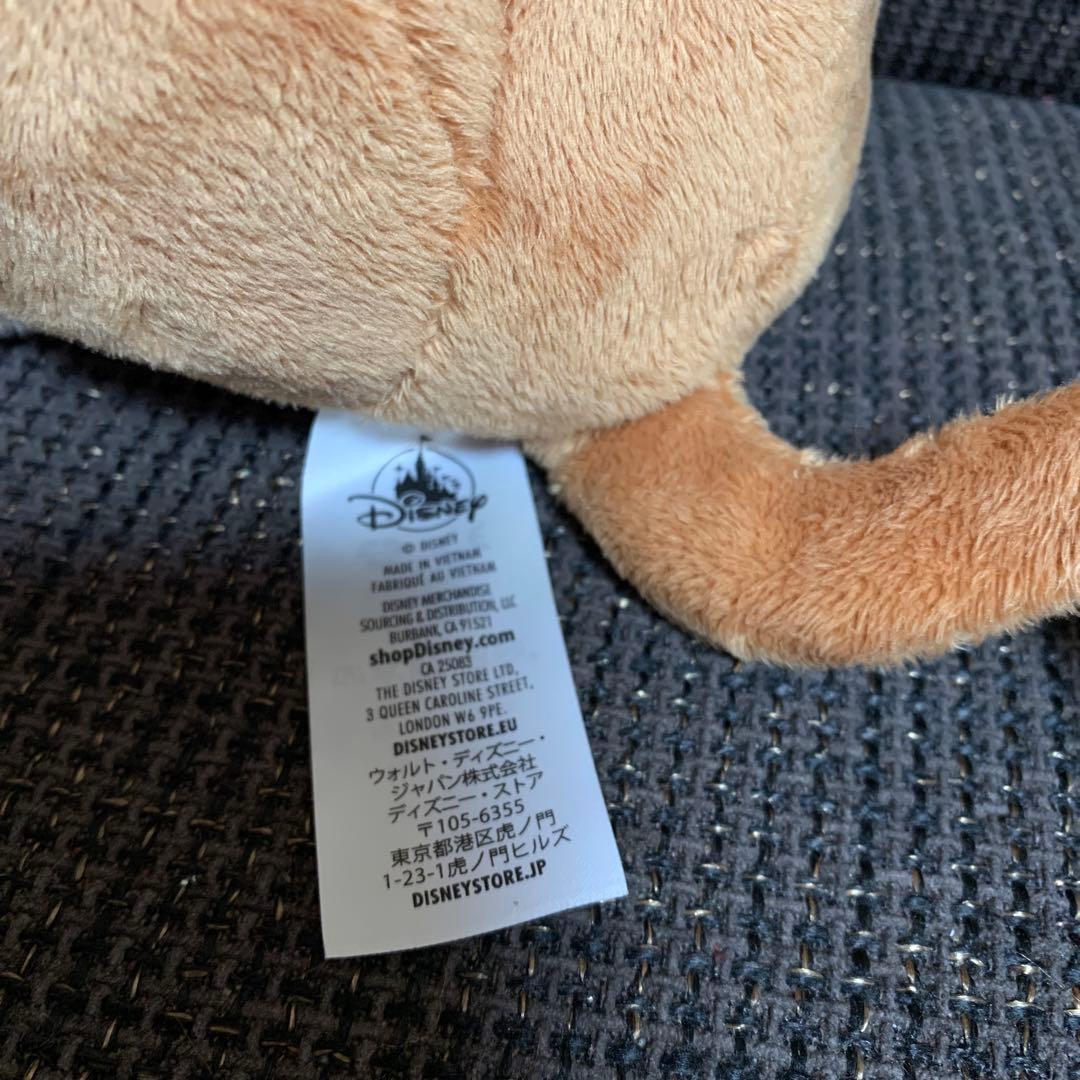 DISNEY
© DISNEY
MADE IN VIETNAM
FABRIQUÉ AU VIETNAM
DISNEY MERCHANDISE
SOURCING & DISTRIBUTION, LLC
BURBANK, CA 91521
shopDisney.com
CA 25083
THE DISNEY STORE LTD.
3 QUEEN CAROLINE STREET,
LONDON W6 9PE.
DISNEYSTORE.EU
ウォルト・ディズニー・
ジャパン株式会社
ディズニー・ストア
〒105-6355
東京都港区虎ノ門
1-23-1虎ノ門ヒルズ
DISNEYSTORE.JP